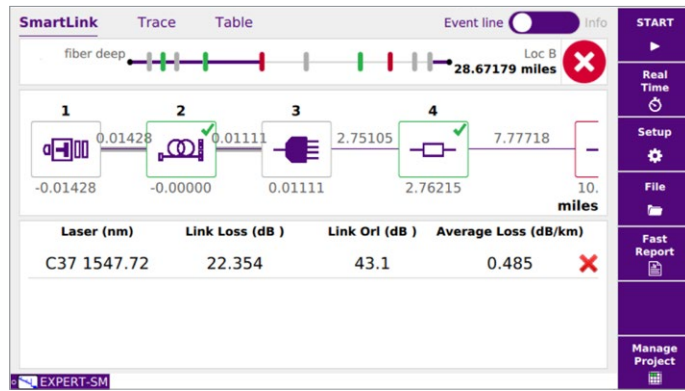 SmartLink Trace Table Event line Info
fiber deep
Loc B
28.67179 miles
1 2 3 4
0.01428 0.01111 2.75105 7.77718
-0.01428 -0.00000 0.01111 2.76215 10.
miles
Laser (nm) Link Loss (dB ) Link Orl (dB ) Average Loss (dB/km)
C37 1547.72 22.354 43.1 0.485
EXPERT-SM
START
Real
Time
Setup
File
Fast
Report
Manage
Project